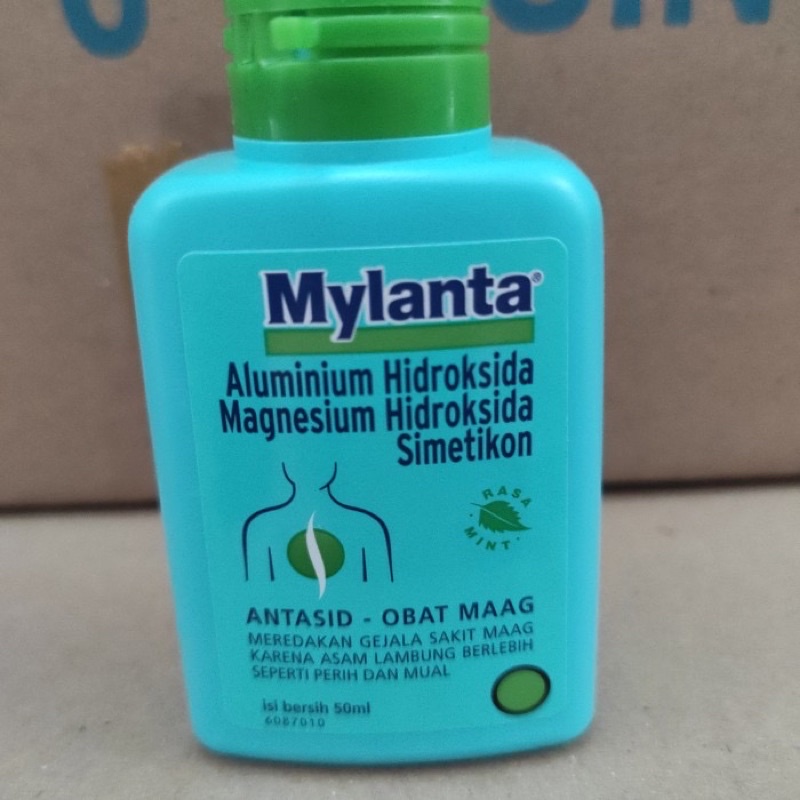 Mylanta®
Aluminium Hidroksida
Magnesium Hidroksida
Simetikon
RASA
MINT
ANTASID - OBAT MAAG
MEREDAKAN GEJALA SAKIT MAAG
KARENA ASAM LAMBUNG BERLEBIH
SEPERTI PERIH DAN MUAL
isi bersih 50ml
6087010